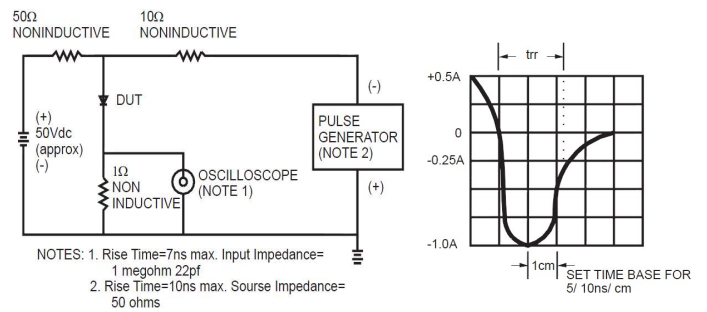 50Ω
NONINDUCTIVE
10Ω
NONINDUCTIVE
(+)
50Vdc
(approx)
(-)
DUT
1Ω
NON
INDUCTIVE
OSCILLOSCOPE
(NOTE 1)
(-)
PULSE
GENERATOR
(NOTE 2)
(+)
NOTES: 1. Rise Time=7ns max. Input Impedance=
1 megohm 22pf
2. Rise Time=10ns max. Sourse Impedance=
50 ohms
trr
+0.5A
0
-0.25A
-1.0A
1cm
SET TIME BASE FOR
5/ 10ns/ cm